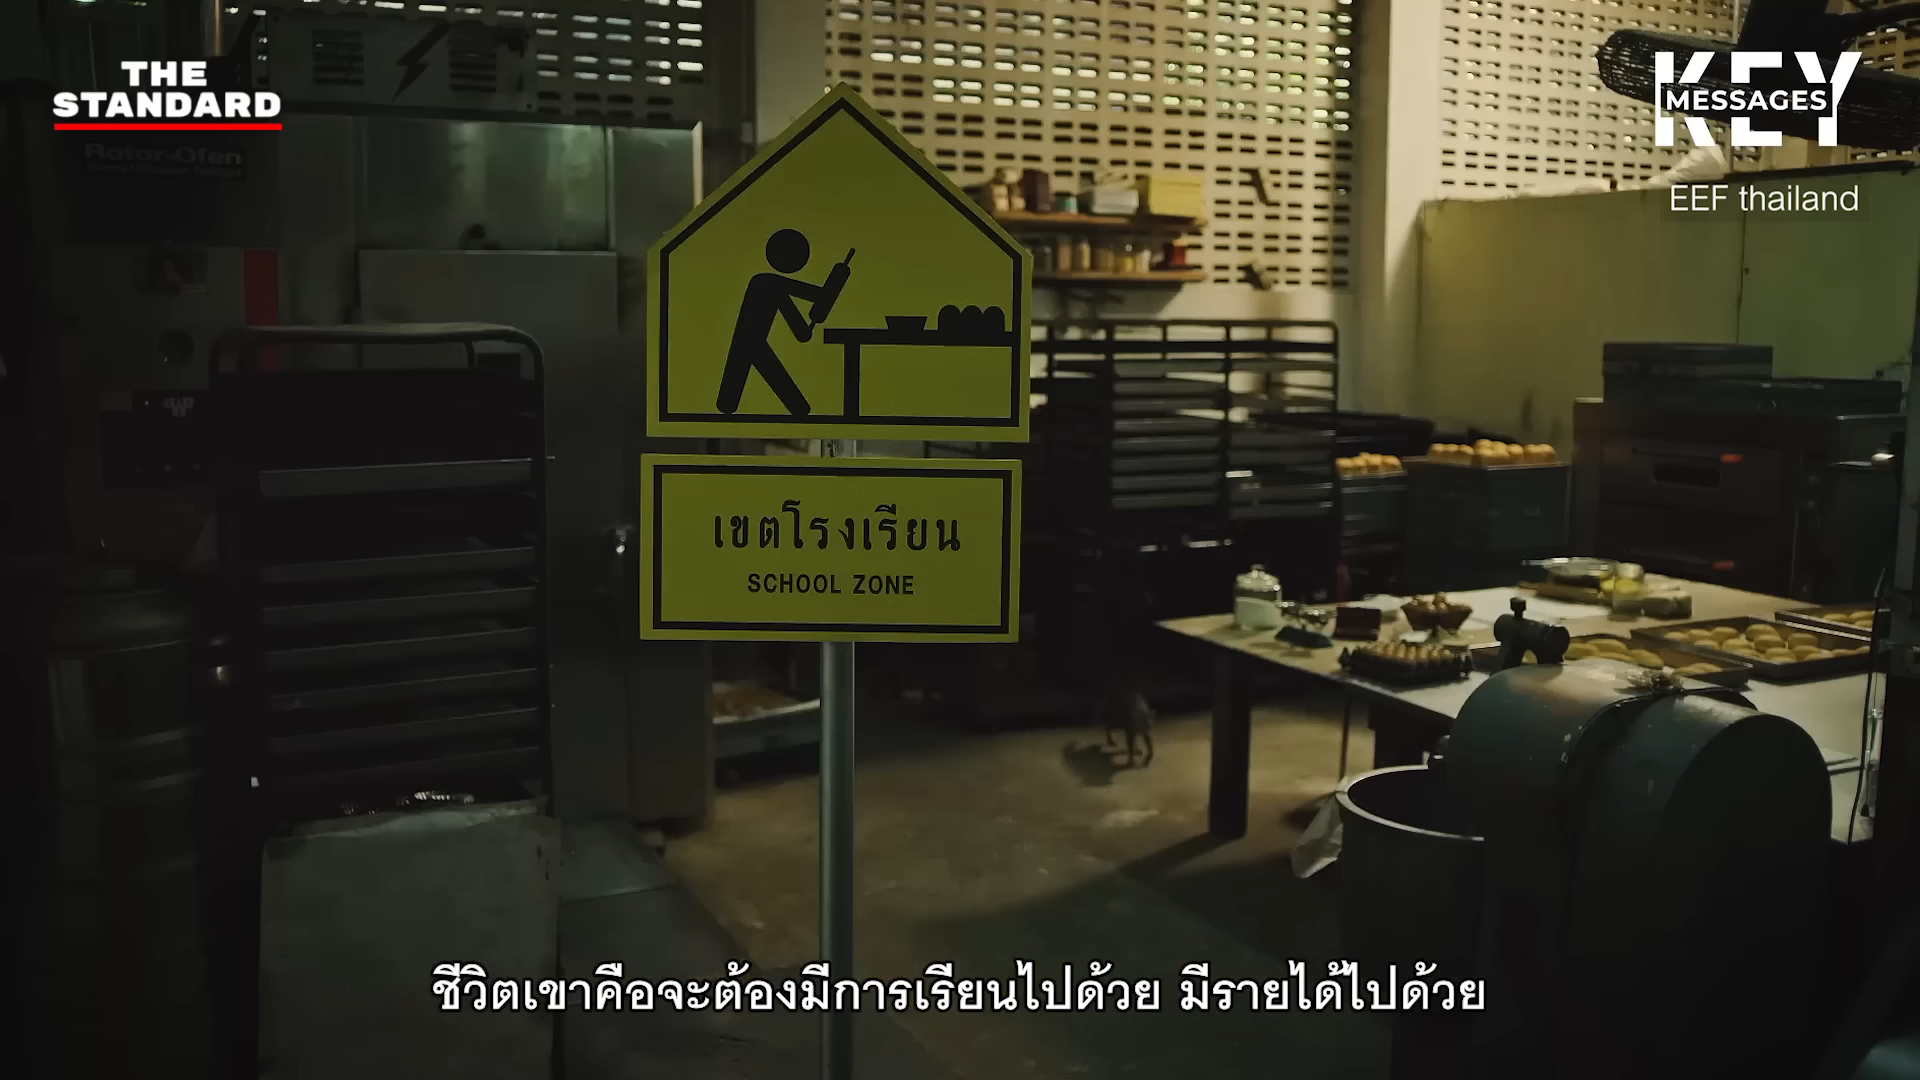 THE
STANDARD
KEY
MESSAGES
EEF thailand
Rotor-Ofen
เขตโรงเรียน
SCHOOL ZONE
ชีวิตเขาคือจะต้องมีการเรียนไปด้วย มีรายได้ไปด้วย